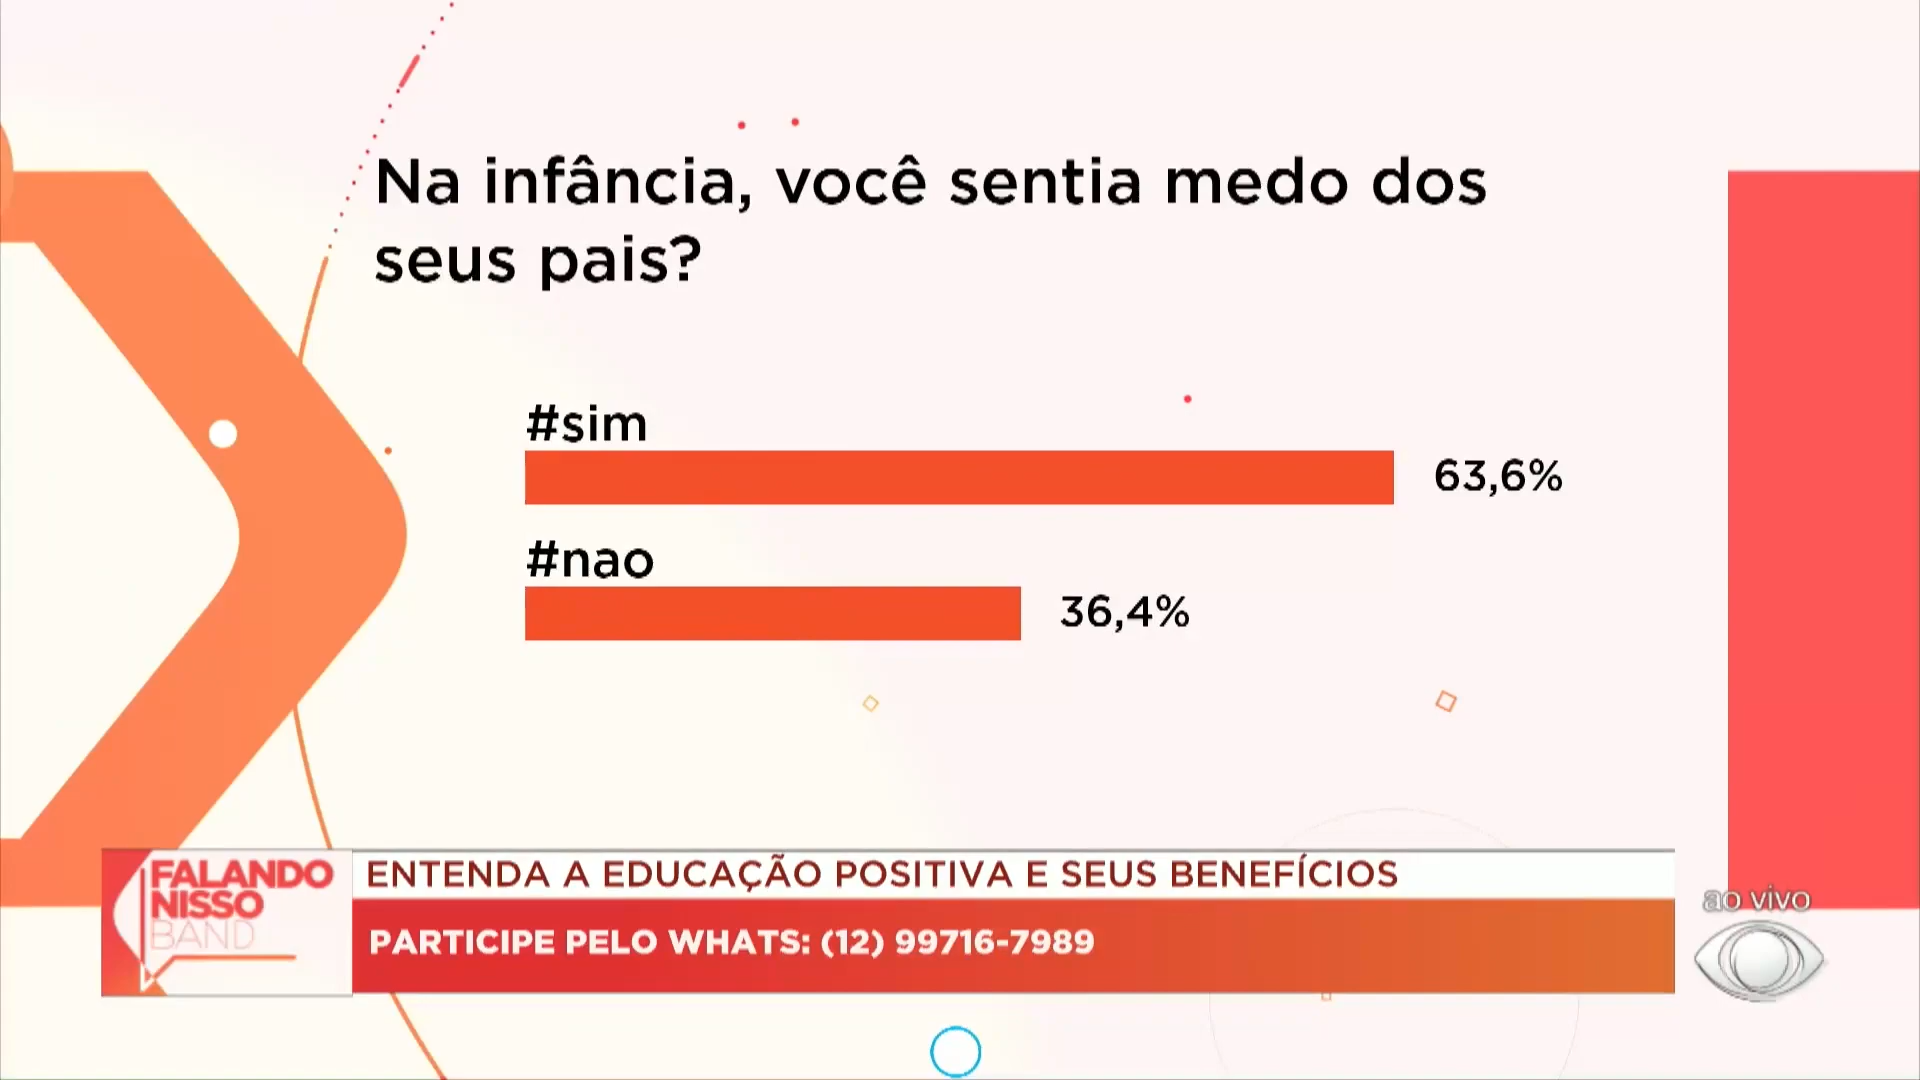 Na infância, você sentia medo dos
seus pais?
#sim
63,6%
#nao
36,4%
FALANDO
NISSO
BAND
ENTENDA A EDUCAÇÃO POSITIVA E SEUS BENEFÍCIOS
PARTICIPE PELO WHATS: (12) 99716-7989
ao vivo